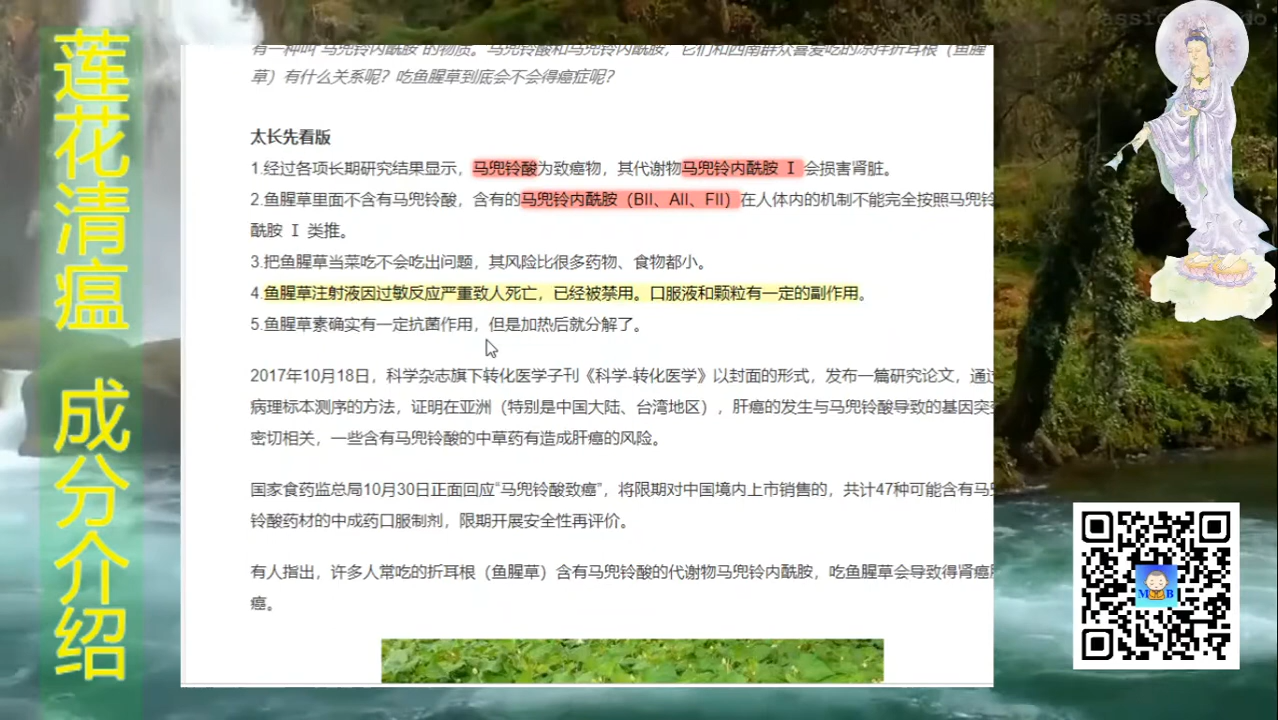 莲花清瘟 成分介绍
有一种叫"马兜铃内酰胺"的物质。马兜铃酸和马兜铃内酰胺，它们和西南群众喜爱吃的凉拌折耳根（鱼腥
草）有什么关系呢？吃鱼腥草到底会不会得癌症呢？
太长先看版
1.经过各项长期研究结果显示，马兜铃酸为致癌物，其代谢物马兜铃内酰胺 Ⅰ 会损害肾脏。
2.鱼腥草里面不含有马兜铃酸，含有的马兜铃内酰胺（BII、AII、FII）在人体内的机制不能完全按照马兜铃
酰胺 Ⅰ 类推。
3.把鱼腥草当菜吃不会吃出问题，其风险比很多药物、食物都小。
4.鱼腥草注射液因过敏反应严重致人死亡，已经被禁用。口服液和颗粒有一定的副作用。
5.鱼腥草素确实有一定抗菌作用，但是加热后就分解了。
2017年10月18日，科学杂志旗下转化医学子刊《科学-转化医学》以封面的形式，发布一篇研究论文，通过
病理标本测序的方法，证明在亚洲（特别是中国大陆、台湾地区），肝癌的发生与马兜铃酸导致的基因突变
密切相关，一些含有马兜铃酸的中草药有造成肝癌的风险。
国家食药监总局10月30日正面回应"马兜铃酸致癌"，将限期对中国境内上市销售的，共计47种可能含有马兜
铃酸药材的中成药口服制剂，限期开展安全性再评价。
有人指出，许多人常吃的折耳根（鱼腥草）含有马兜铃酸的代谢物马兜铃内酰胺，吃鱼腥草会导致得肾癌肝
癌。
M B